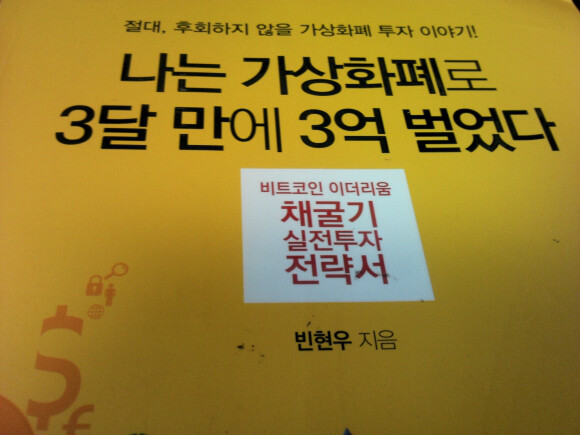 절대, 후회하지 않을 가상화폐 투자 이야기!
나는 가상화폐로
3달 만에 3억 벌었다
비트코인 이더리움
채굴기
실전투자
전략서
빈현우 지음
$
€